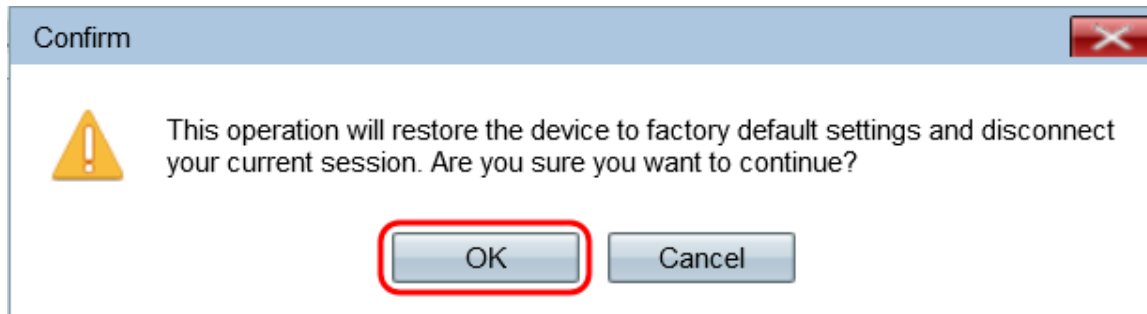 Confirm
This operation will restore the device to factory default settings and disconnect
your current session. Are you sure you want to continue?
OK
Cancel